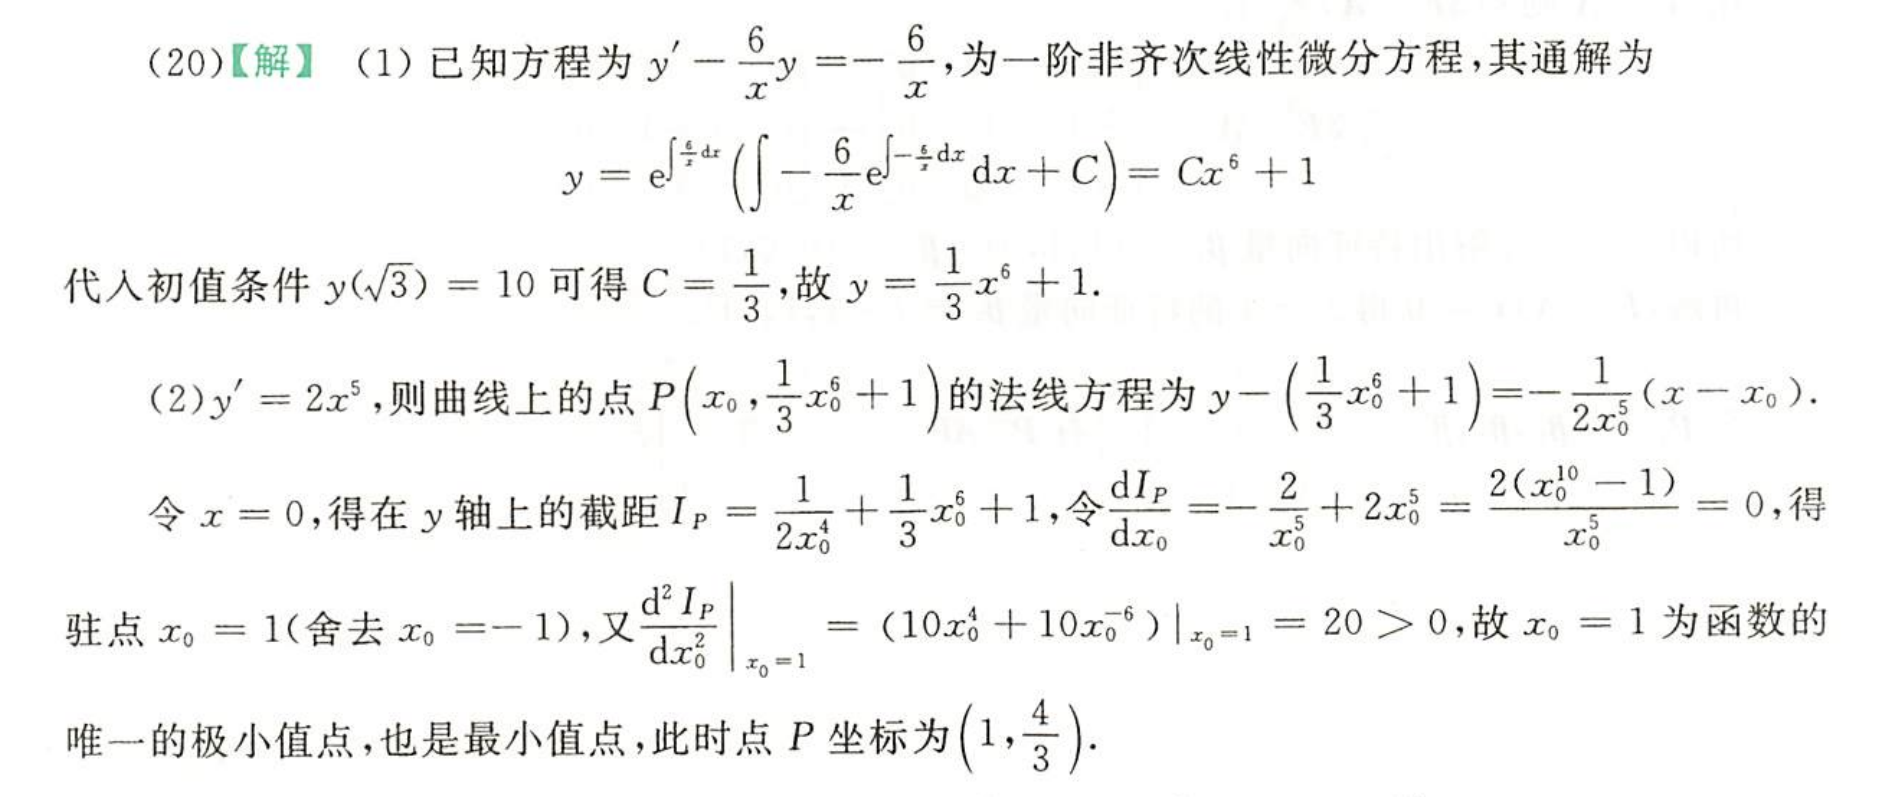 (20)【解】 (1) 已知方程为 $y' - \frac{6}{x}y = -\frac{6}{x}$,为一阶非齐次线性微分方程,其通解为
$y = e^{\int \frac{6}{x}dx}\left(\int -\frac{6}{x}e^{\int -\frac{6}{x}dx}dx + C\right) = Cx^6 + 1$
代入初值条件 $y(\sqrt{3}) = 10$ 可得 $C = \frac{1}{3}$,故 $y = \frac{1}{3}x^6 + 1$.
(2) $y' = 2x^5$,则曲线上的点 $P\left(x_0, \frac{1}{3}x_0^6 + 1\right)$的法线方程为 $y - \left(\frac{1}{3}x_0^6 + 1\right) = -\frac{1}{2x_0^5}(x - x_0)$.
令 $x = 0$,得在 $y$ 轴上的截距 $I_P = \frac{1}{2x_0^4} + \frac{1}{3}x_0^6 + 1$,令$\frac{dI_P}{dx_0} = -\frac{2}{x_0^5} + 2x_0^5 = \frac{2(x_0^{10} - 1)}{x_0^5} = 0$,得
驻点 $x_0 = 1$(舍去 $x_0 = -1$),又$\left.\frac{d^2 I_P}{dx_0^2}\right|_{x_0=1} = (10x_0^4 + 10x_0^{-6})|_{x_0=1} = 20 > 0$,故 $x_0 = 1$ 为函数的
唯一的极小值点,也是最小值点,此时点 $P$ 坐标为$\left(1, \frac{4}{3}\right)$.